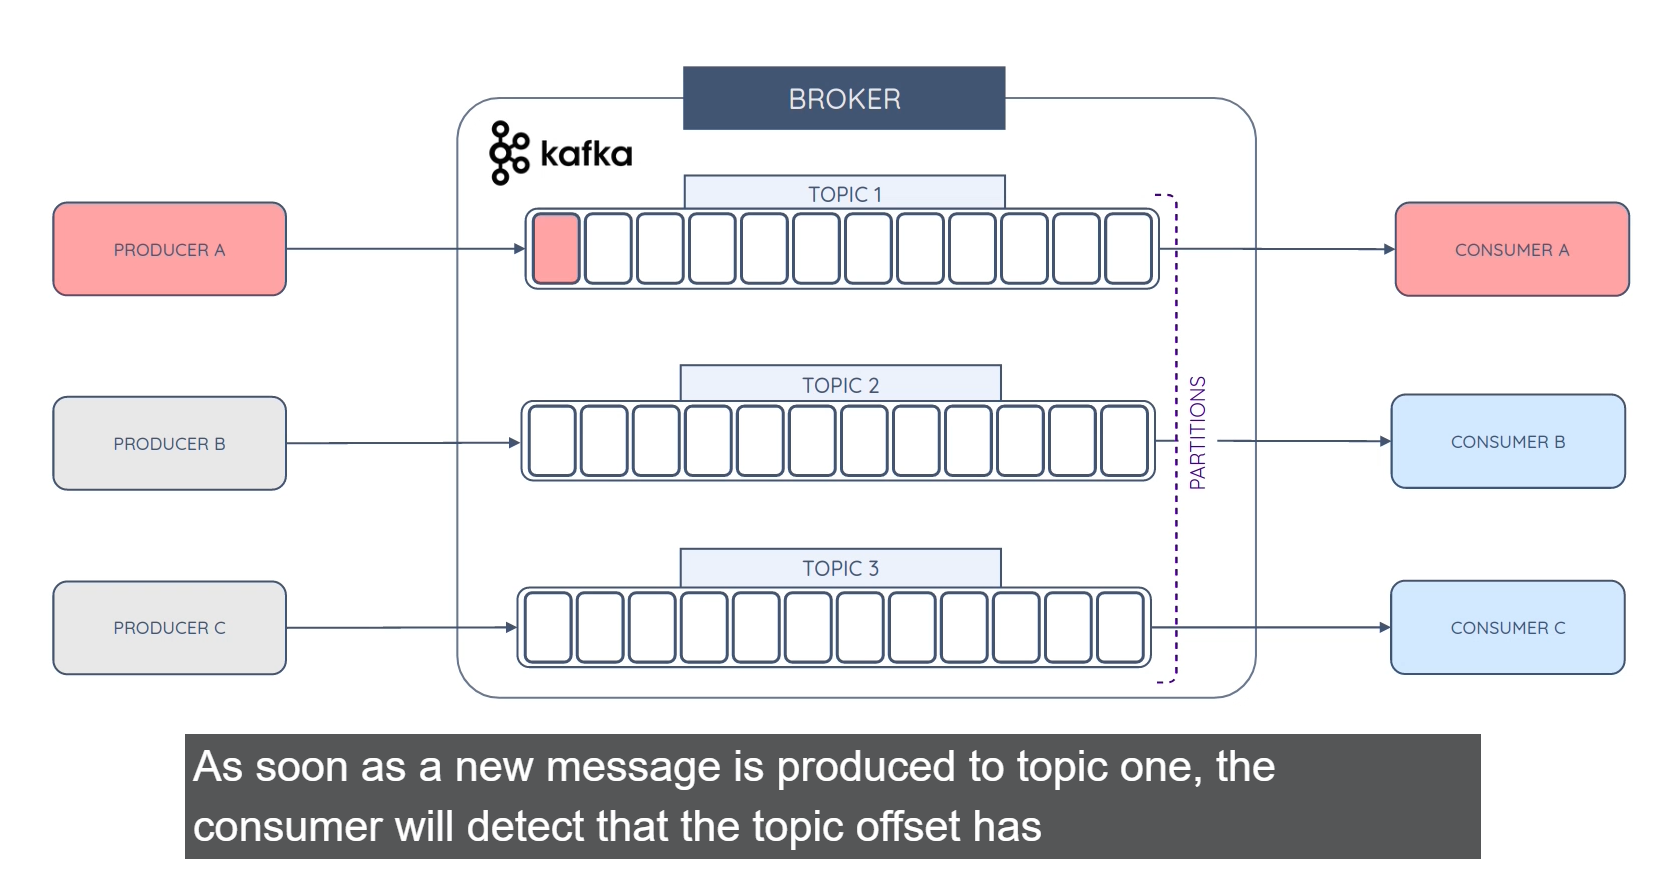 BROKER
kafka
TOPIC 1
PRODUCER A
CONSUMER A
TOPIC 2
PARTITIONS
PRODUCER B
CONSUMER B
TOPIC 3
PRODUCER C
CONSUMER C
As soon as a new message is produced to topic one, the
consumer will detect that the topic offset has